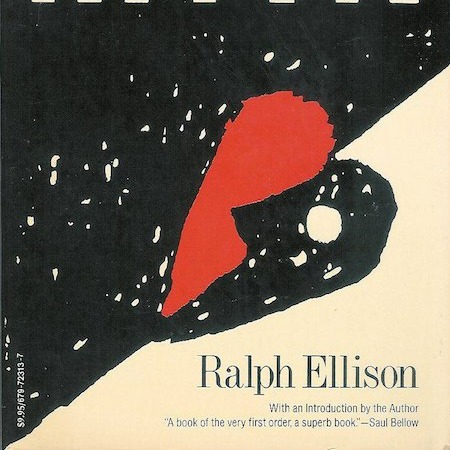 Ralph Ellison
With an Introduction by the Author
"A book of the very first order, a superb book."—Saul Bellow
$9.95/679-72313-7